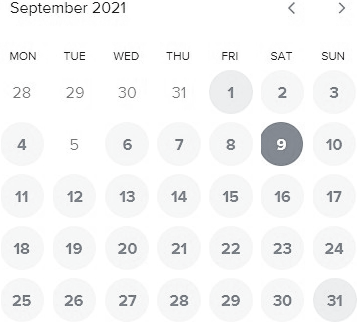 September 2021 < >
MON TUE WED THU FRI SAT SUN
28 29 30 31 1 2 3
4 5 6 7 8 9 10
11 12 13 14 15 16 17
18 19 20 21 22 23 24
25 26 27 28 29 30 31